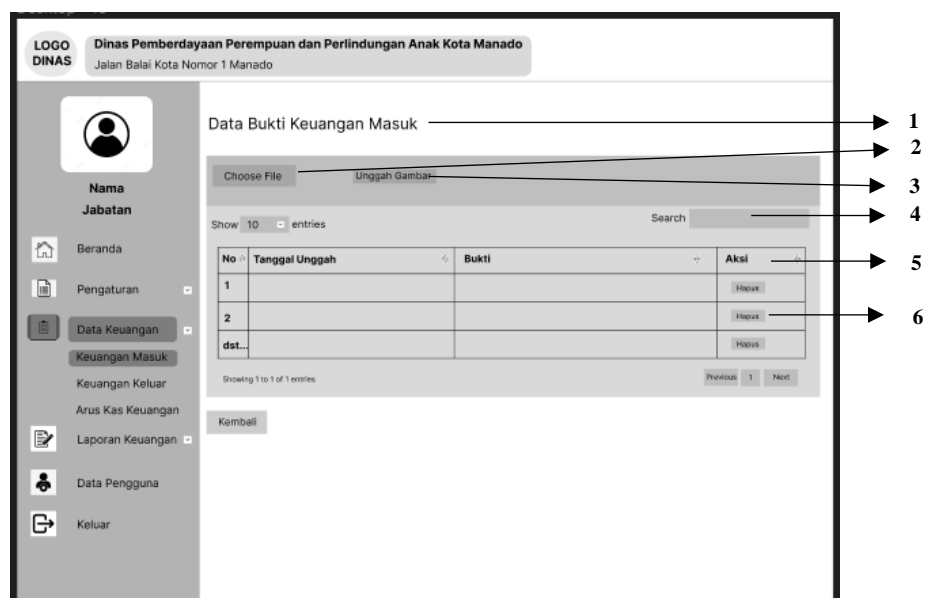 LOGO
DINAS
Dinas Pemberdayaan Perempuan dan Perlindungan Anak Kota Manado
Jalan Balai Kota Nomor 1 Manado
Nama
Jabatan
Beranda
Pengaturan
Data Keuangan
Keuangan Masuk
Keuangan Keluar
Arus Kas Keuangan
Laporan Keuangan
Data Pengguna
Keluar
Data Bukti Keuangan Masuk
Choose File
Unggah Gambar
Show 10 entries
Search
No Tanggal Unggah Bukti Aksi
1 Hapus
2 Hapus
dst... Hapus
Showing 1 to 1 of 1 entries
Previous 1 Next
Kembali
1
2
3
4
5
6